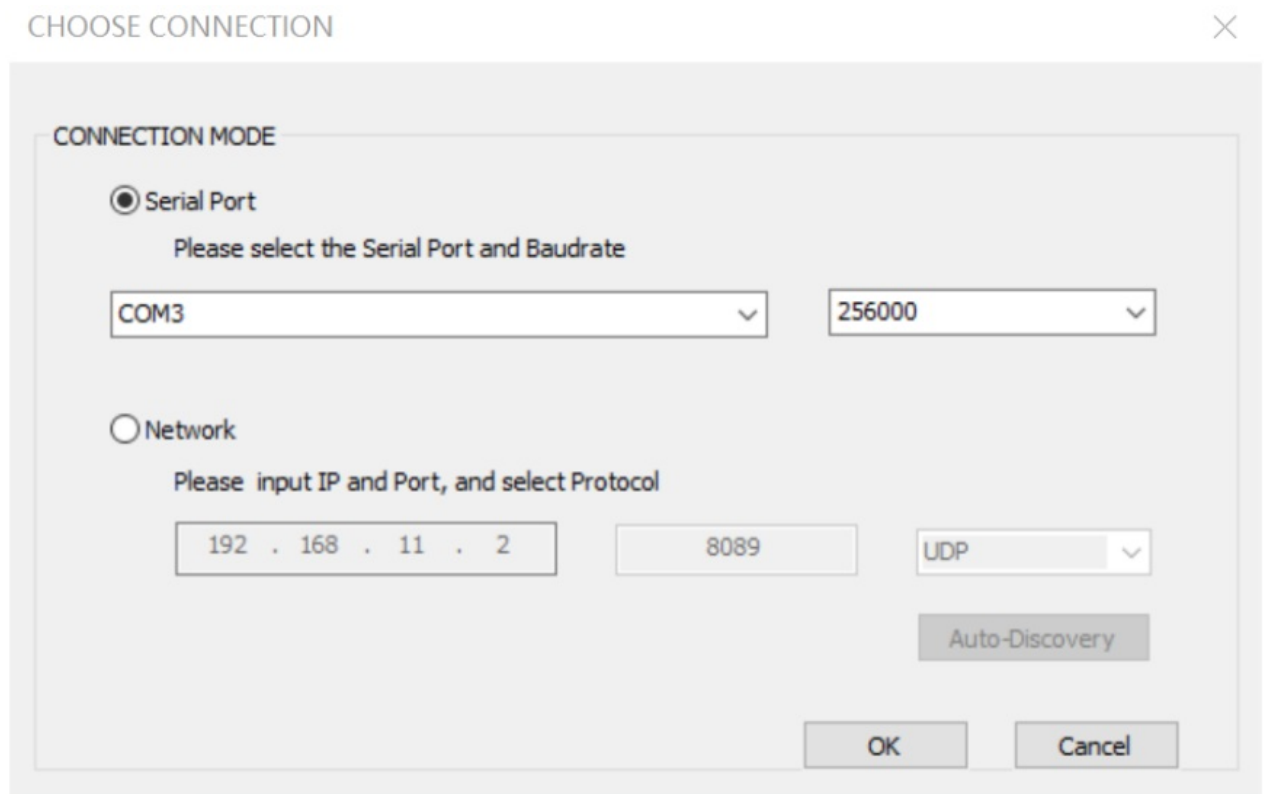 CHOOSE CONNECTION
CONNECTION MODE
Serial Port
Please select the Serial Port and Baudrate
COM3 256000
Network
Please input IP and Port, and select Protocol
192 . 168 . 11 . 2 8089 UDP
Auto-Discovery
OK Cancel